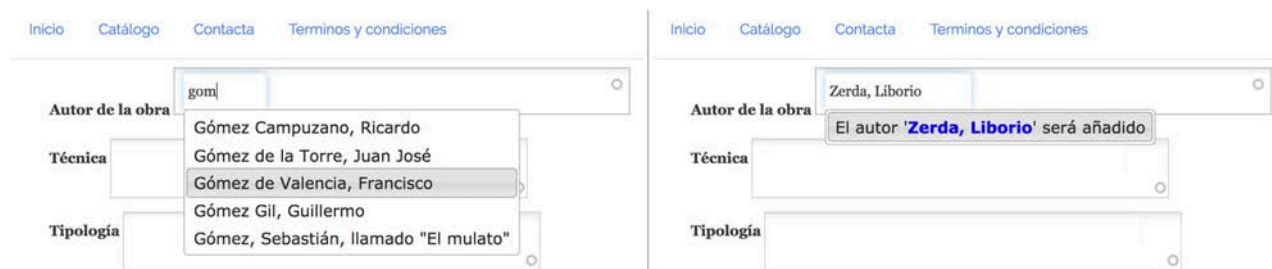 Inicio Catálogo Contacta Terminos y condiciones
Autor de la obra gom
Gómez Campuzano, Ricardo
Gómez de la Torre, Juan José
Gómez de Valencia, Francisco
Gómez Gil, Guillermo
Gómez, Sebastián, llamado "El mulato"
Técnica
Tipología
Inicio Catálogo Contacta Terminos y condiciones
Autor de la obra Zerda, Liborio
El autor 'Zerda, Liborio' será añadido
Técnica
Tipología